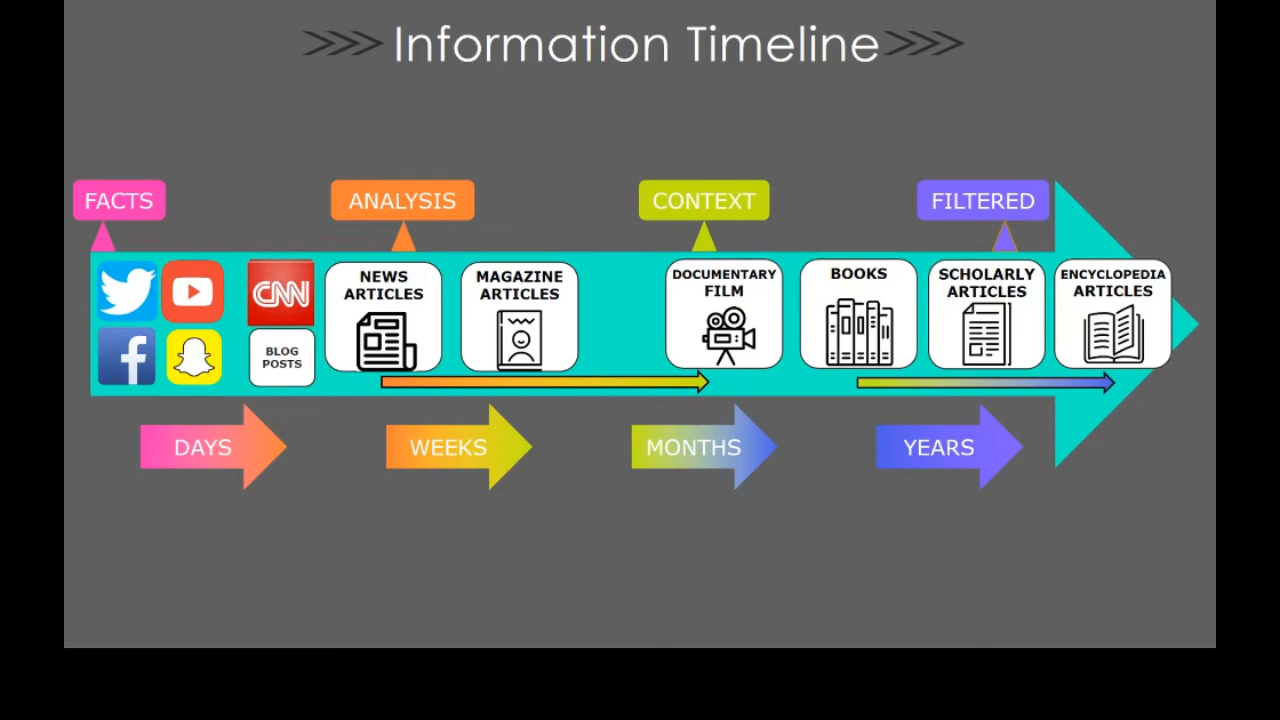 Information Timeline
FACTS
ANALYSIS
CONTEXT
FILTERED
CNN
BLOG
POSTS
NEWS
ARTICLES
MAGAZINE
ARTICLES
DOCUMENTARY
FILM
BOOKS
SCHOLARLY
ARTICLES
ENCYCLOPEDIA
ARTICLES
DAYS
WEEKS
MONTHS
YEARS